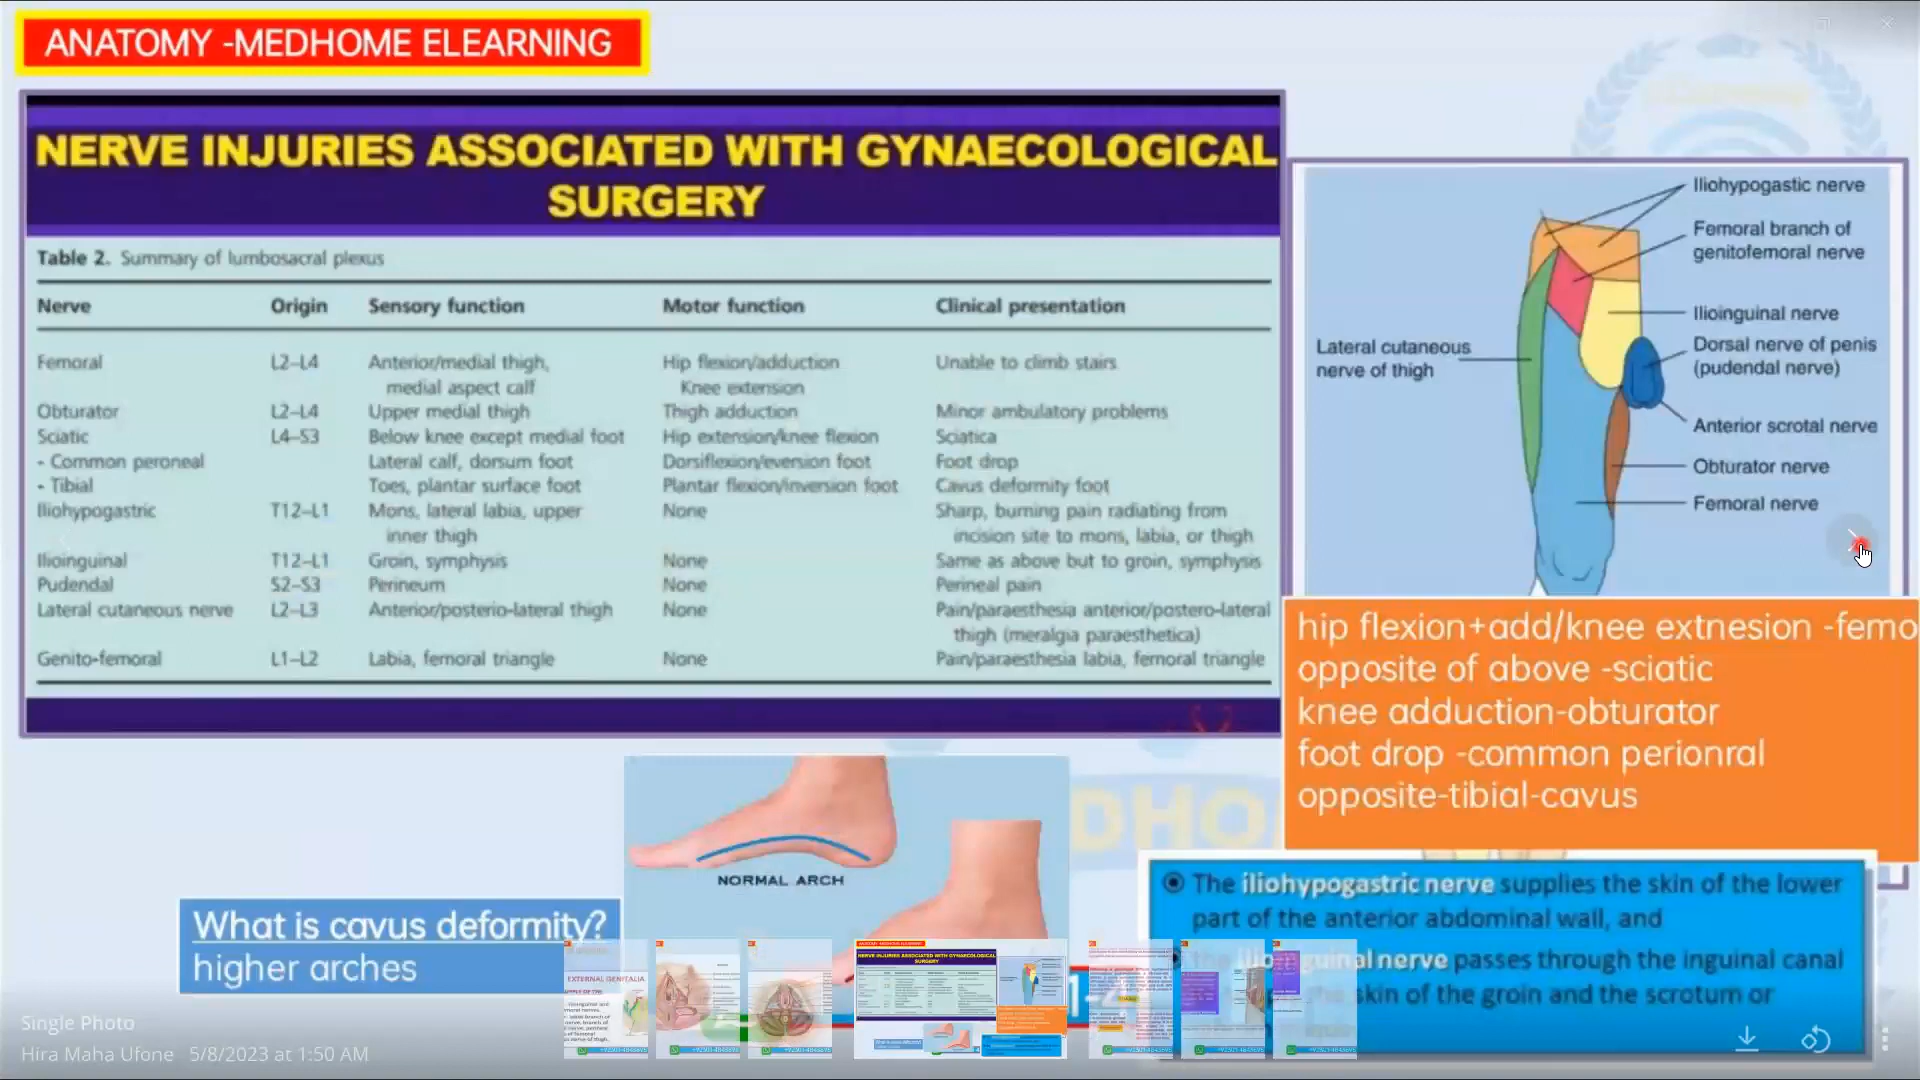 ANATOMY -MEDHOME ELEARNING
NERVE INJURIES ASSOCIATED WITH GYNAECOLOGICAL
SURGERY
Table 2. Summary of lumbosacral plexus
Nerve Origin Sensory function Motor function Clinical presentation
Femoral L2–L4 Anterior/medial thigh, Hip flexion/adduction Unable to climb stairs
medial aspect calf Knee extension
Obturator L2–L4 Upper medial thigh Thigh adduction Minor ambulatory problems
Sciatic L4–S3 Below knee except medial foot Hip extension/knee flexion Sciatica
- Common peroneal Lateral calf, dorsum foot Dorsiflexion/eversion foot Foot drop
- Tibial Toes, plantar surface foot Plantar flexion/inversion foot Cavus deformity foot
Iliohypogastric T12–L1 Mons, lateral labia, upper None Sharp, burning pain radiating from
inner thigh incision site to mons, labia, or thigh
Ilioinguinal T12–L1 Groin, symphysis None Same as above but to groin, symphysis
Pudendal S2–S3 Perineum None Perineal pain
Lateral cutaneous nerve L2–L3 Anterior/posterio-lateral thigh None Pain/paraesthesia anterior/postero-lateral
thigh (meralgia paraesthetica)
Genito-femoral L1–L2 Labia, femoral triangle None Pain/paraesthesia labia, femoral triangle
Iliohypogastic nerve
Femoral branch of
genitofemoral nerve
Ilioinguinal nerve
Lateral cutaneous
nerve of thigh
Dorsal nerve of penis
(pudendal nerve)
Anterior scrotal nerve
Obturator nerve
Femoral nerve
hip flexion+add/knee extnesion -femo
opposite of above -sciatic
knee adduction-obturator
foot drop -common perionral
opposite-tibial-cavus
DHO
NORMAL ARCH
What is cavus deformity?
higher arches
The iliohypogastric nerve supplies the skin of the lower
part of the anterior abdominal wall, and
nerve passes through the inguinal canal
skin of the groin and the scrotum or
EXTERNAL GENITALIA
Single Photo
Hira Maha Ufone 5/8/2023 at 1:50 AM